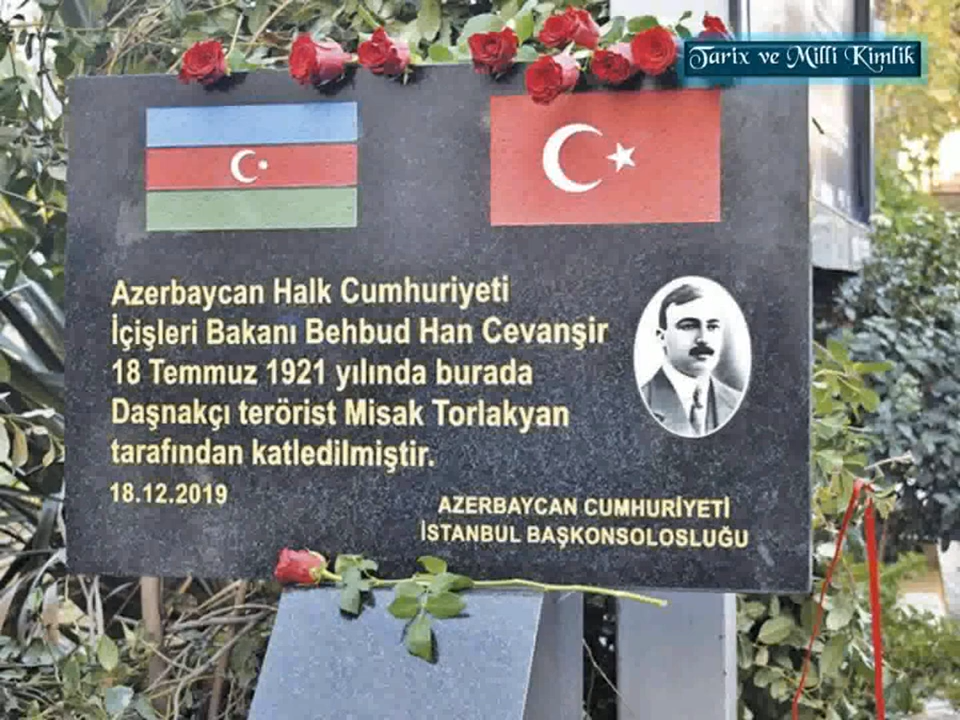 Tarix ve Milli Kimlik
Azerbaycan Halk Cumhuriyeti
İçişleri Bakanı Behbud Han Cevanşir
18 Temmuz 1921 yılında burada
Daşnakçı terörist Misak Torlakyan
tarafından katledilmiştir.
18.12.2019
AZERBAYCAN CUMHURİYETİ
İSTANBUL BAŞKONSOLOSLUĞU